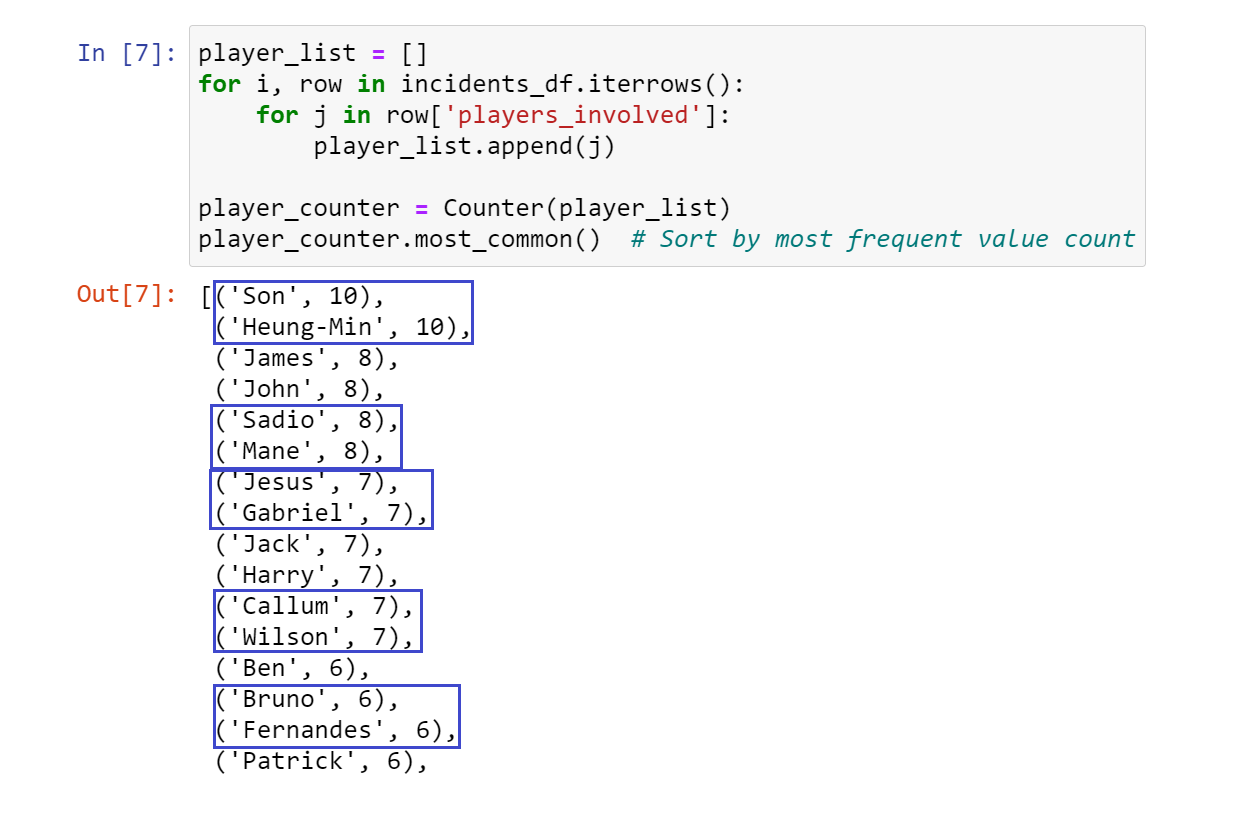 In [7]: player_list = []
for i, row in incidents_df.iterrows():
    for j in row['players_involved']:
        player_list.append(j)

player_counter = Counter(player_list)
player_counter.most_common()  # Sort by most frequent value count
Out[7]: [('Son', 10),
('Heung-Min', 10),
('James', 8),
('John', 8),
('Sadio', 8),
('Mane', 8),
('Jesus', 7),
('Gabriel', 7),
('Jack', 7),
('Harry', 7),
('Callum', 7),
('Wilson', 7),
('Ben', 6),
('Bruno', 6),
('Fernandes', 6),
('Patrick', 6),